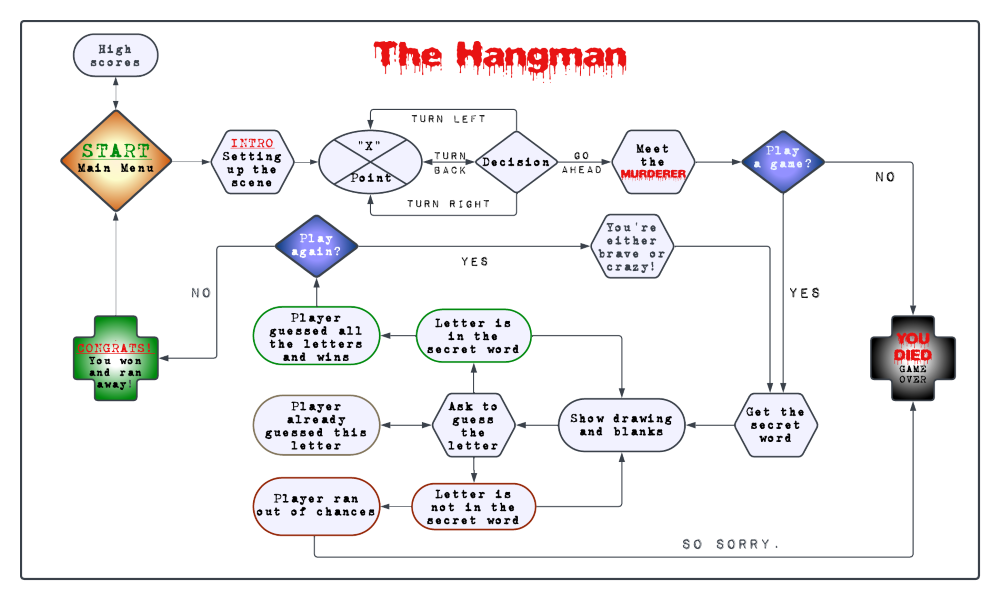 The Hangman
High
scores
START
Main Menu
INTRO
Setting
up the
scene
"X"
Point
TURN LEFT
TURN
BACK
TURN RIGHT
Decision
GO
AHEAD
Meet
the
MURDERER
Play
a game?
NO
YES
Play
again?
YES
NO
You're
either
brave or
crazy!
CONGRATS!
You won
and ran
away!
Player
guessed all
the letters
and wins
Letter is
in the
secret word
YOU
DIED
GAME
OVER
Player
already
guessed this
letter
Ask to
guess
the
letter
Show drawing
and blanks
Get the
secret
word
Player ran
out of chances
Letter is
not in the
secret word
SO SORRY.